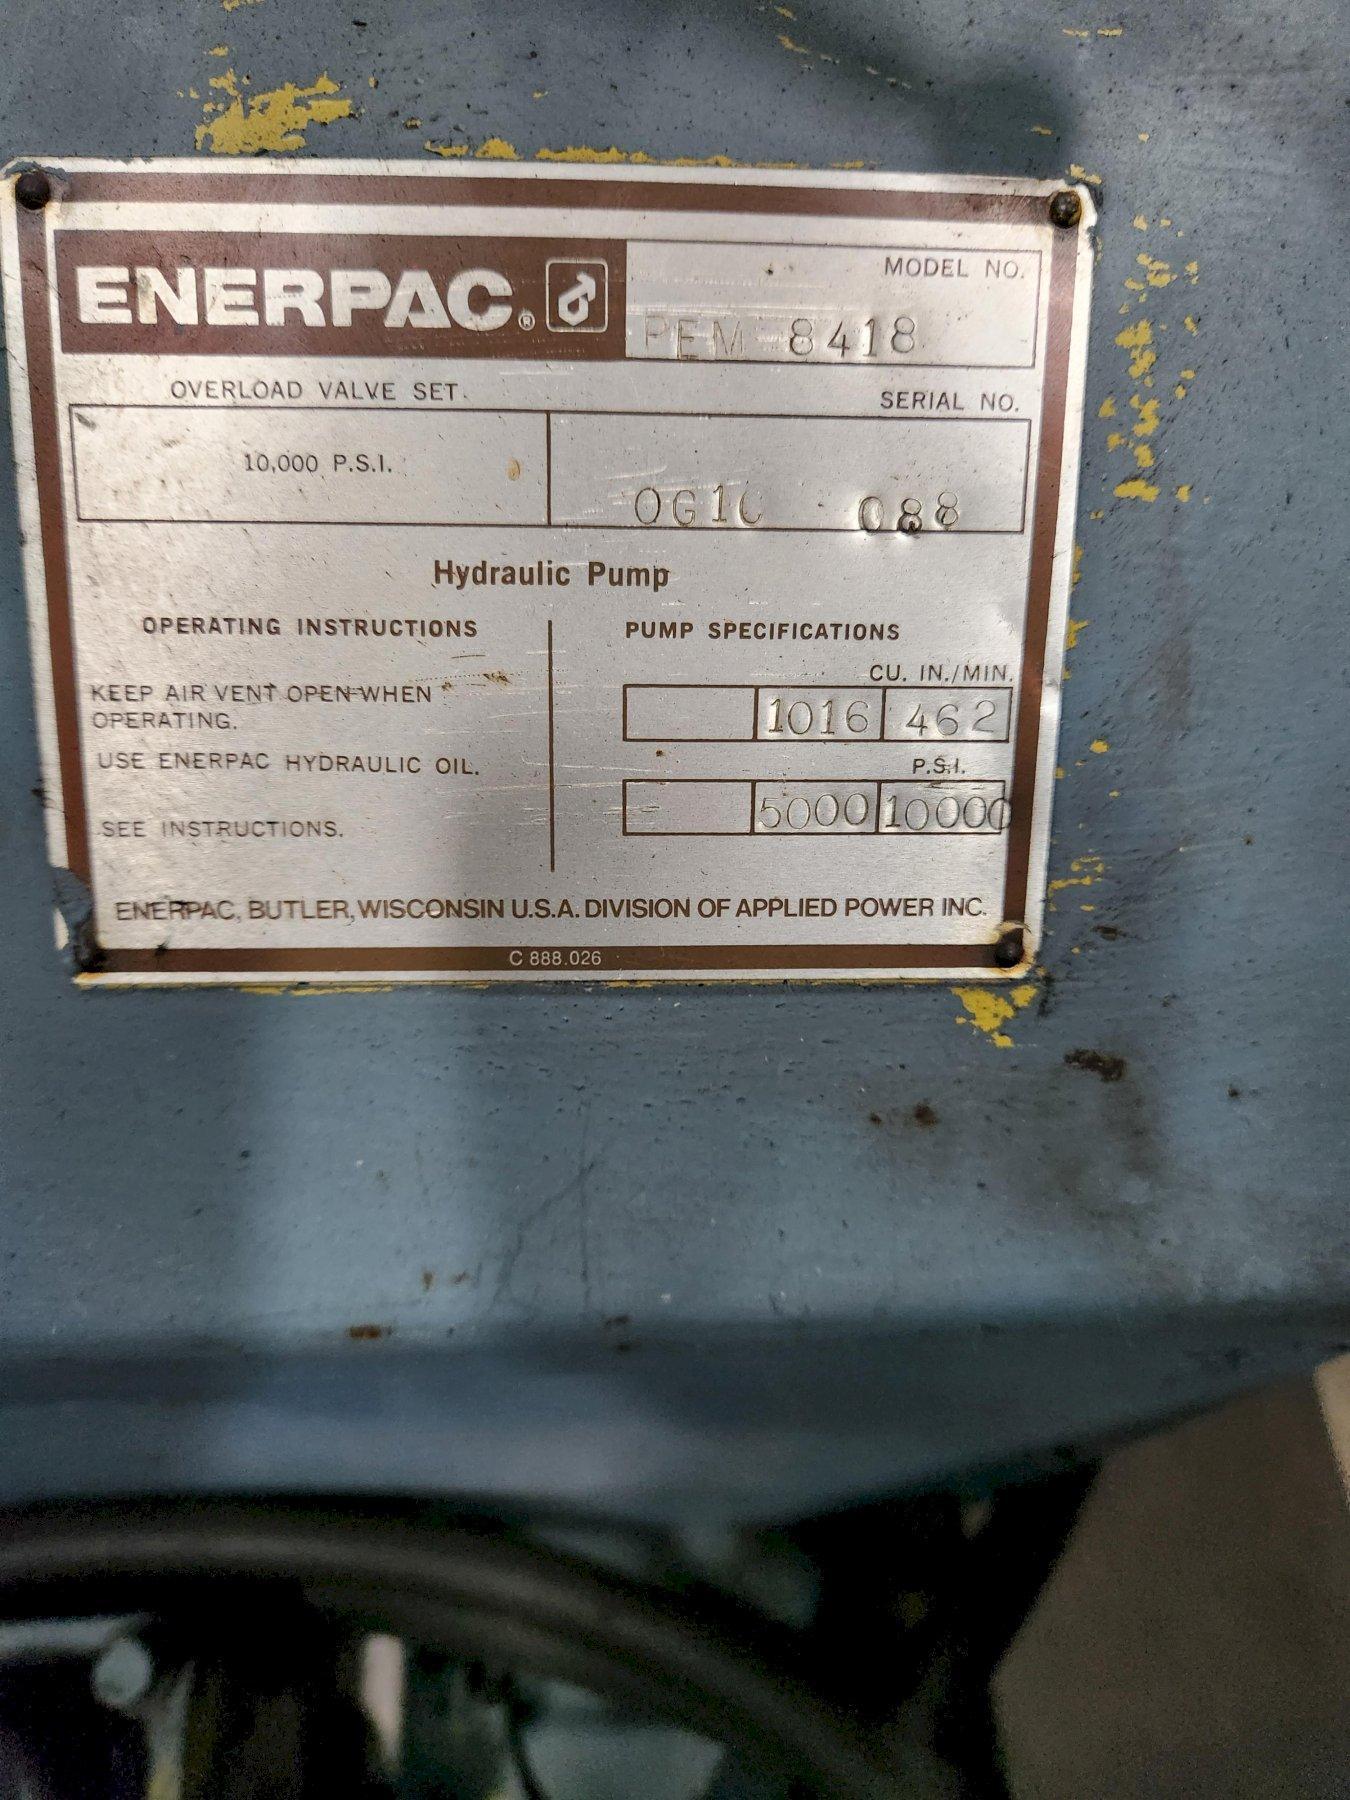 ENERPAC®
MODEL NO.
PEM 8418
OVERLOAD VALVE SET.
SERIAL NO.
10,000 P.S.I.
088
Hydraulic Pump
OPERATING INSTRUCTIONS
KEEP AIR VENT OPEN WHEN
OPERATING.
USE ENERPAC HYDRAULIC OIL.
SEE INSTRUCTIONS.
PUMP SPECIFICATIONS
CU. IN./MIN.
1016 462
P.S.I.
5000 10000
ENERPAC, BUTLER, WISCONSIN U.S.A. DIVISION OF APPLIED POWER INC.
C 888.026